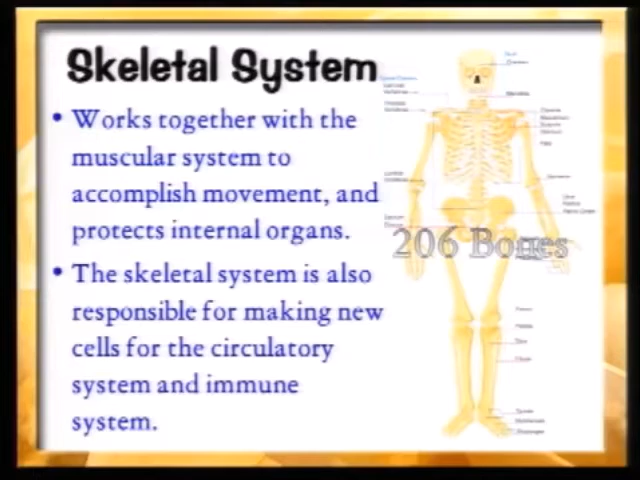 Skeletal System
• Works together with the
muscular system to
accomplish movement, and
protects internal organs.
• The skeletal system is also
responsible for making new
cells for the circulatory
system and immune
system.
206 Bones